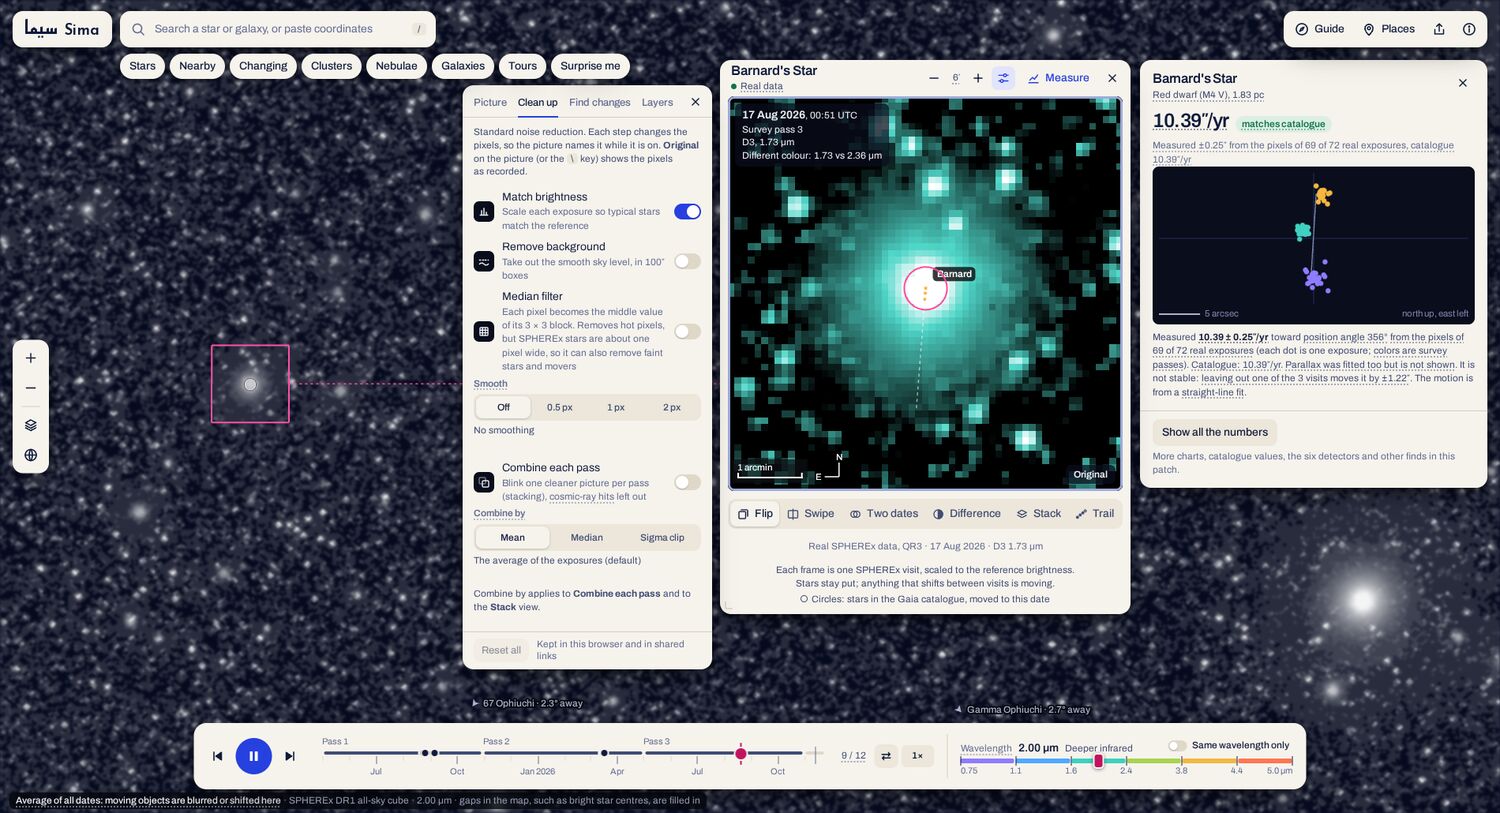 سيما Sima
Search a star or galaxy, or paste coordinates /
Guide
Places
Stars
Nearby
Changing
Clusters
Nebulae
Galaxies
Tours
Surprise me
Picture
Clean up
Find changes
Layers
Standard noise reduction. Each step changes the
pixels, so the picture names it while it is on. Original
on the picture (or the \ key) shows the pixels
as recorded.
Match brightness
Scale each exposure so typical stars
match the reference
Remove background
Take out the smooth sky level, in 100″
boxes
Median filter
Each pixel becomes the middle value
of its 3 × 3 block. Removes hot pixels,
but SPHEREx stars are about one
pixel wide, so it can also remove faint
stars and movers
Smooth
Off
0.5 px
1 px
2 px
No smoothing
Combine each pass
Blink one cleaner picture per pass
(stacking), cosmic-ray hits left out
Combine by
Mean
Median
Sigma clip
The average of the exposures (default)
Combine by applies to Combine each pass and to
the Stack view.
Reset all
Kept in this browser and in shared
links
Barnard's Star
Real data
6′
Measure
17 Aug 2026, 00:51 UTC
Survey pass 3
D3, 1.73 µm
Different colour: 1.73 vs 2.36 µm
Barnard
1 arcmin
N
E
Original
Flip
Swipe
Two dates
Difference
Stack
Trail
Real SPHEREx data, QR3 · 17 Aug 2026 · D3 1.73 µm
Each frame is one SPHEREx visit, scaled to the reference brightness.
Stars stay put; anything that shifts between visits is moving.
Circles: stars in the Gaia catalogue, moved to this date
Barnard's Star
Red dwarf (M4 V), 1.83 pc
10.39″/yr matches catalogue
Measured ±0.25″ from the pixels of 69 of 72 real exposures, catalogue
10.39″/yr
5 arcsec
north up, east left
Measured 10.39 ± 0.25″/yr toward position angle 356° from the pixels of
69 of 72 real exposures (each dot is one exposure; colors are survey
passes). Catalogue: 10.39″/yr. Parallax was fitted too but is not shown. It is
not stable: leaving out one of the 3 visits moves it by ±1.22″. The motion is
from a straight-line fit.
Show all the numbers
More charts, catalogue values, the six detectors and other finds in this
patch.
67 Ophiuchi · 2.3° away
Gamma Ophiuchi · 2.7° away
Pass 1
Pass 2
Pass 3
Jul
Oct
Jan 2026
Apr
Jul
Oct
9 / 12
1×
Wavelength 2.00 µm Deeper infrared
Same wavelength only
0.75
1.1
1.6
2.4
3.8
4.4
5.0 µm
Average of all dates: moving objects are blurred or shifted here · SPHEREx DR1 all-sky cube · 2.00 µm · gaps in the map, such as bright star centres, are filled in